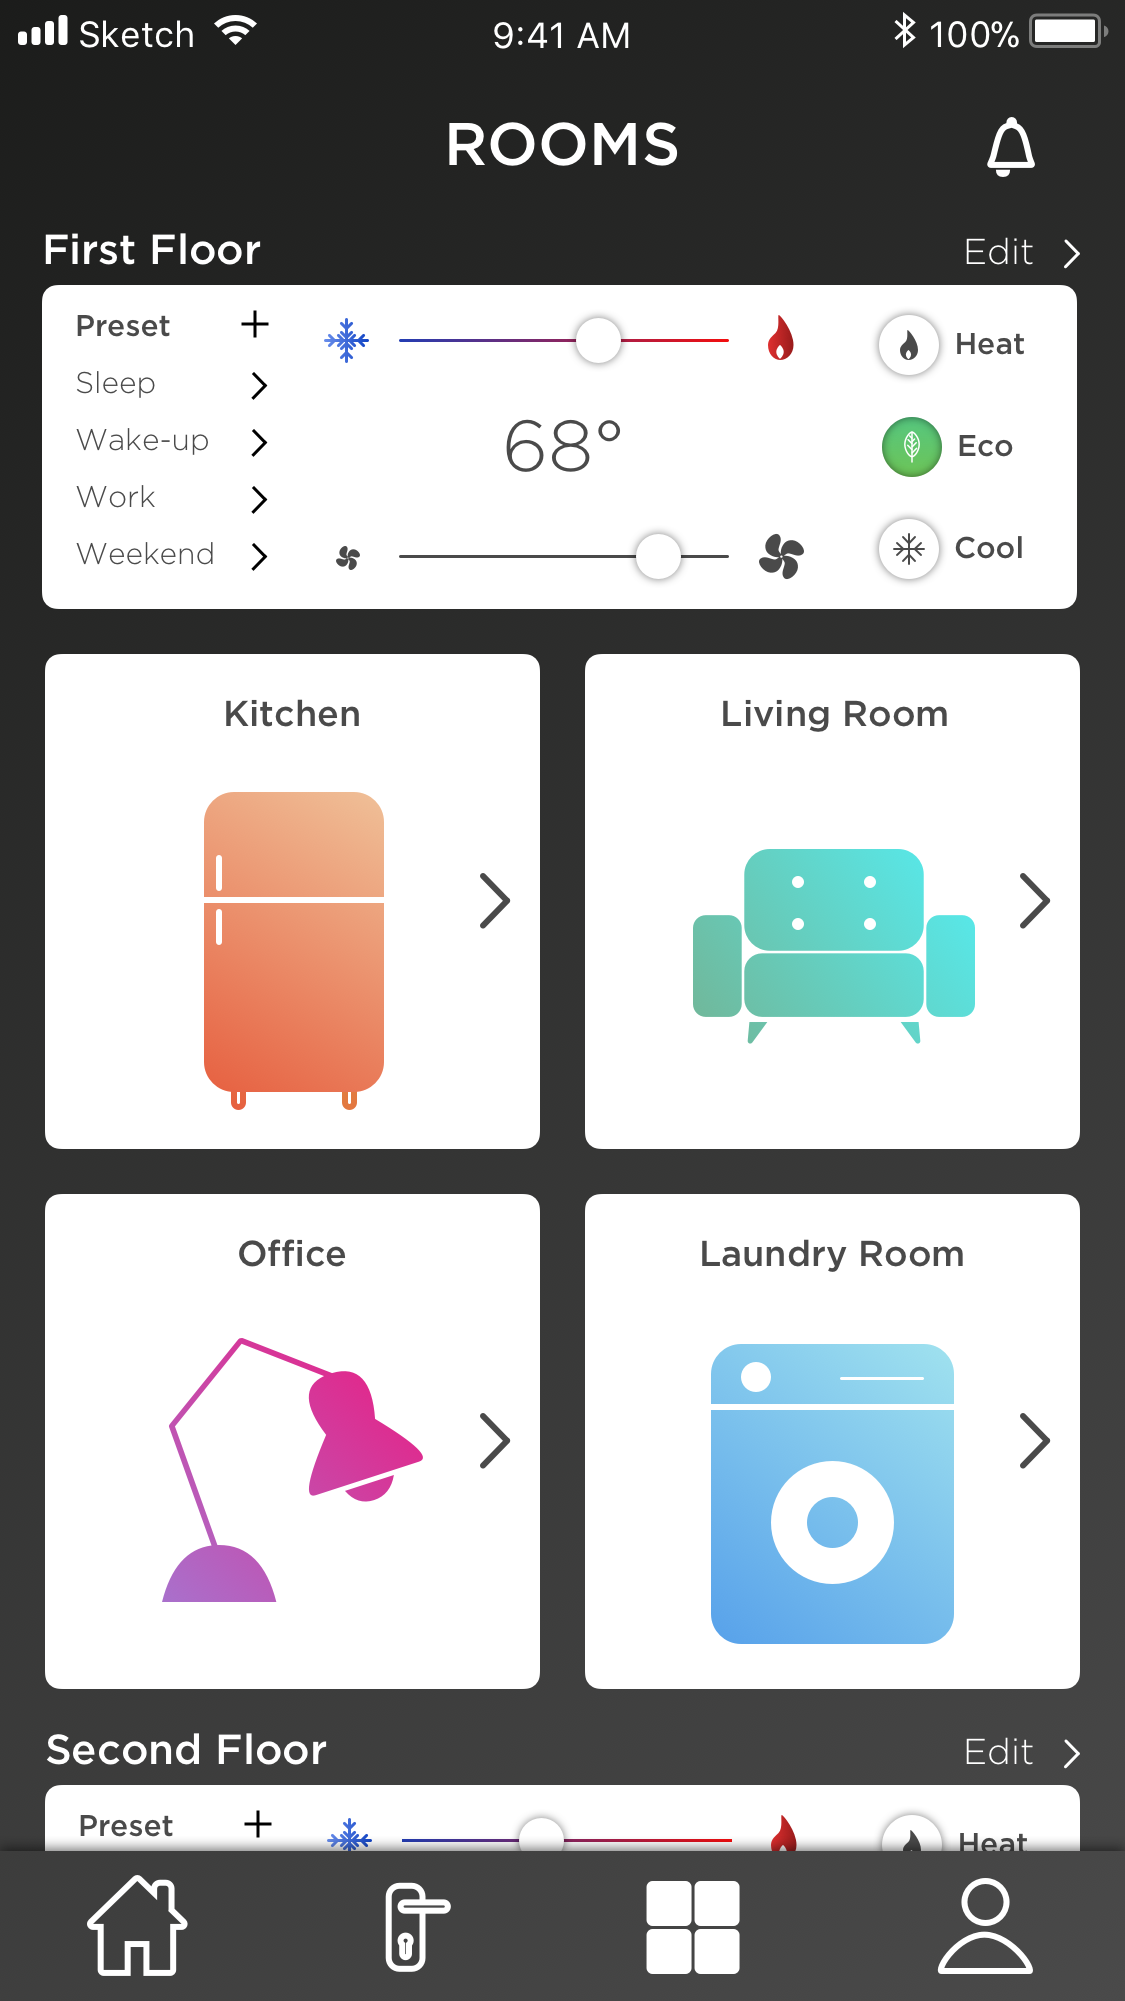 Sketch 9:41 AM 100%
ROOMS
First Floor Edit
Preset
Sleep
Wake-up
Work
Weekend
68°
Heat
Eco
Cool
Kitchen
Living Room
Office
Laundry Room
Second Floor Edit
Preset
Heat